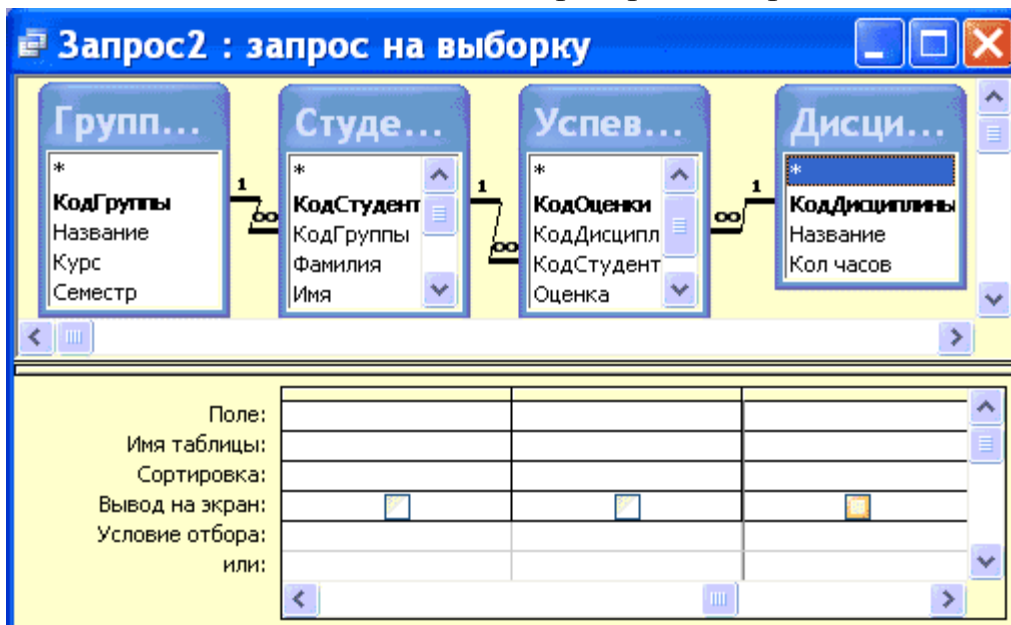 Запрос2 : запрос на выборку
Групп...
*
КодГруппы
Название
Курс
Семестр
1
∞
Студе...
*
КодСтудент
КодГруппы
Фамилия
Имя
1
∞
Успев...
*
КодОценки
КодДисципл
КодСтудент
Оценка
∞
1
Дисци...
*
КодДисциплины
Название
Кол часов
Поле:
Имя таблицы:
Сортировка:
Вывод на экран:
Условие отбора:
или: